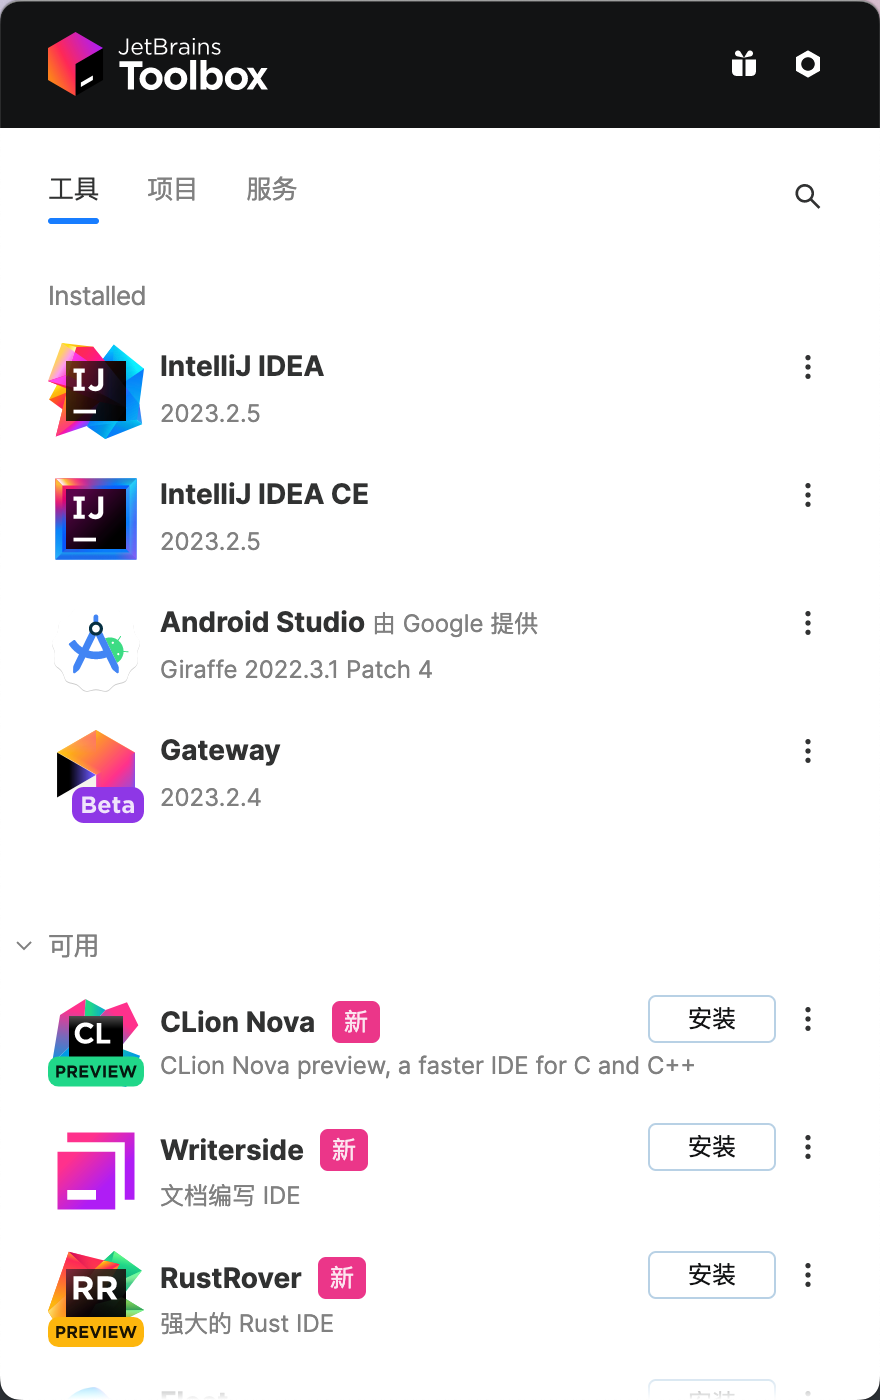 JetBrains
Toolbox
工具 项目 服务
Installed
IJ
IntelliJ IDEA
2023.2.5
IJ
IntelliJ IDEA CE
2023.2.5
Android Studio 由 Google 提供
Giraffe 2022.3.1 Patch 4
Gateway
Beta
2023.2.4
可用
CL
PREVIEW
CLion Nova 新 安装
CLion Nova preview, a faster IDE for C and C++
Writerside 新 安装
文档编写 IDE
RR
PREVIEW
RustRover 新 安装
强大的 Rust IDE